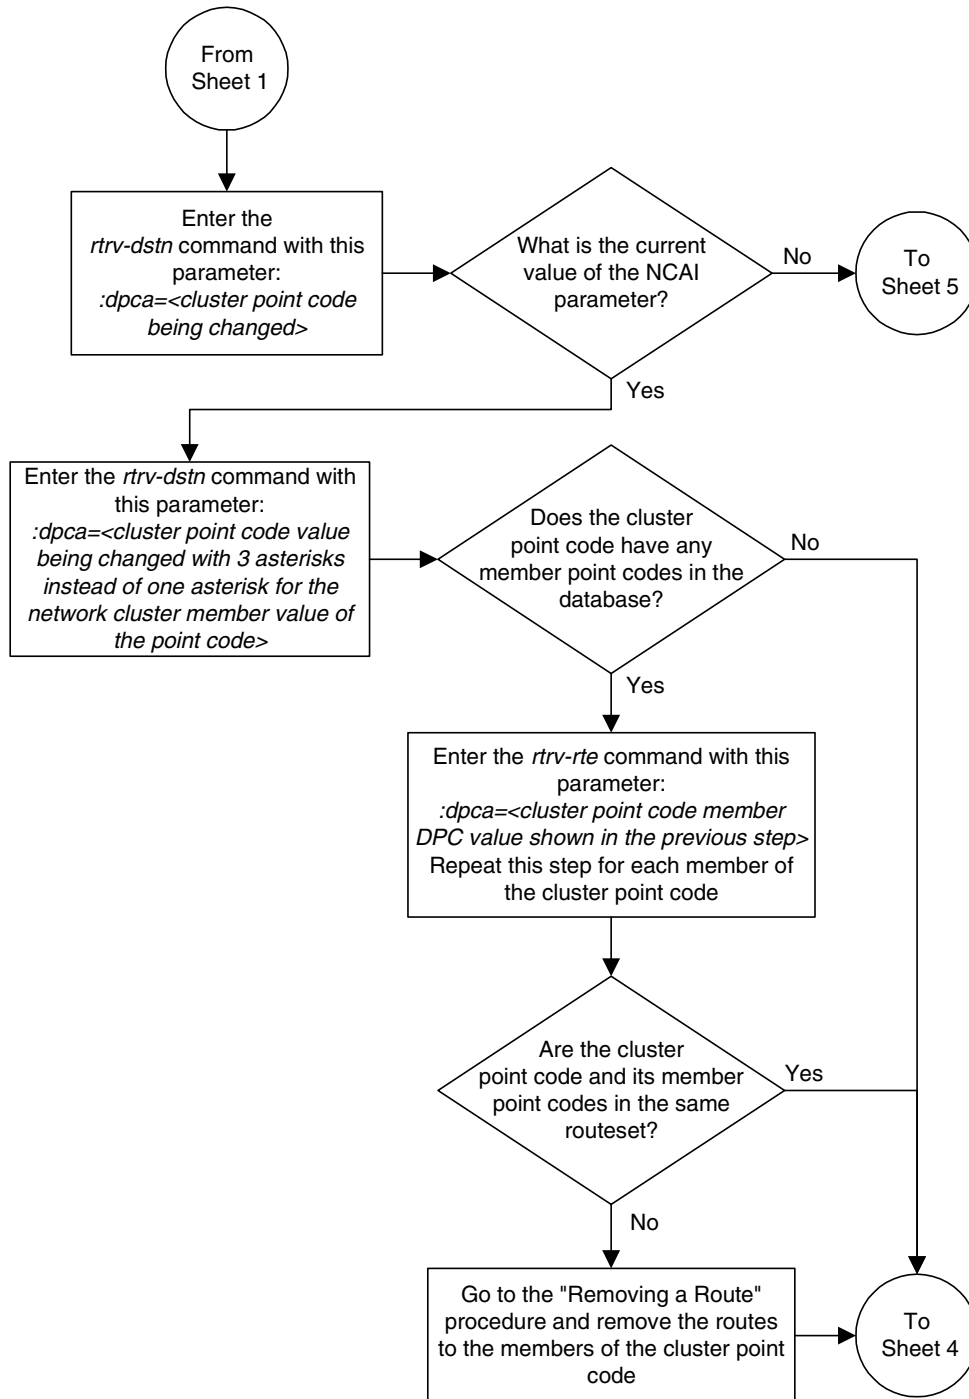 From
Sheet 1
Enter the
rtrv-dstn command with this
parameter:
:dpca=<cluster point code
being changed>
What is the current
value of the NCAI
parameter?
No
To
Sheet 5
Yes
Enter the rtrv-dstn command with
this parameter:
:dpca=<cluster point code value
being changed with 3 asterisks
instead of one asterisk for the
network cluster member value of
the point code>
Does the cluster
point code have any
member point codes in the
database?
No
Yes
Enter the rtrv-rte command with this
parameter:
:dpca=<cluster point code member
DPC value shown in the previous step>
Repeat this step for each member of
the cluster point code
Are the cluster
point code and its member
point codes in the same
routeset?
Yes
No
Go to the "Removing a Route"
procedure and remove the routes
to the members of the cluster point
code
To
Sheet 4